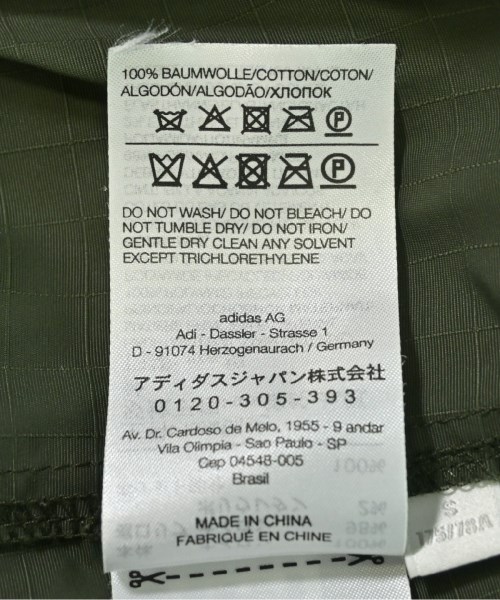 100% BAUMWOLLE/COTTON/COTON/
ALGODÓN/ALGODÃO/ХЛОПОК
P
P
DO NOT WASH/ DO NOT BLEACH/ DO
NOT TUMBLE DRY/ DO NOT IRON/
GENTLE DRY CLEAN ANY SOLVENT
EXCEPT TRICHLORETHYLENE
adidas AG
Adi - Dassler - Strasse 1
D - 91074 Herzogenaurach / Germany
アディダスジャパン株式会社
0120-305-393
Av. Dr. Cardoso de Melo, 1955 - 9 andar
Vila Olimpia - Sao Paulo - SP
Cep 04548-005
Brasil
MADE IN CHINA
FABRIQUÉ EN CHINE